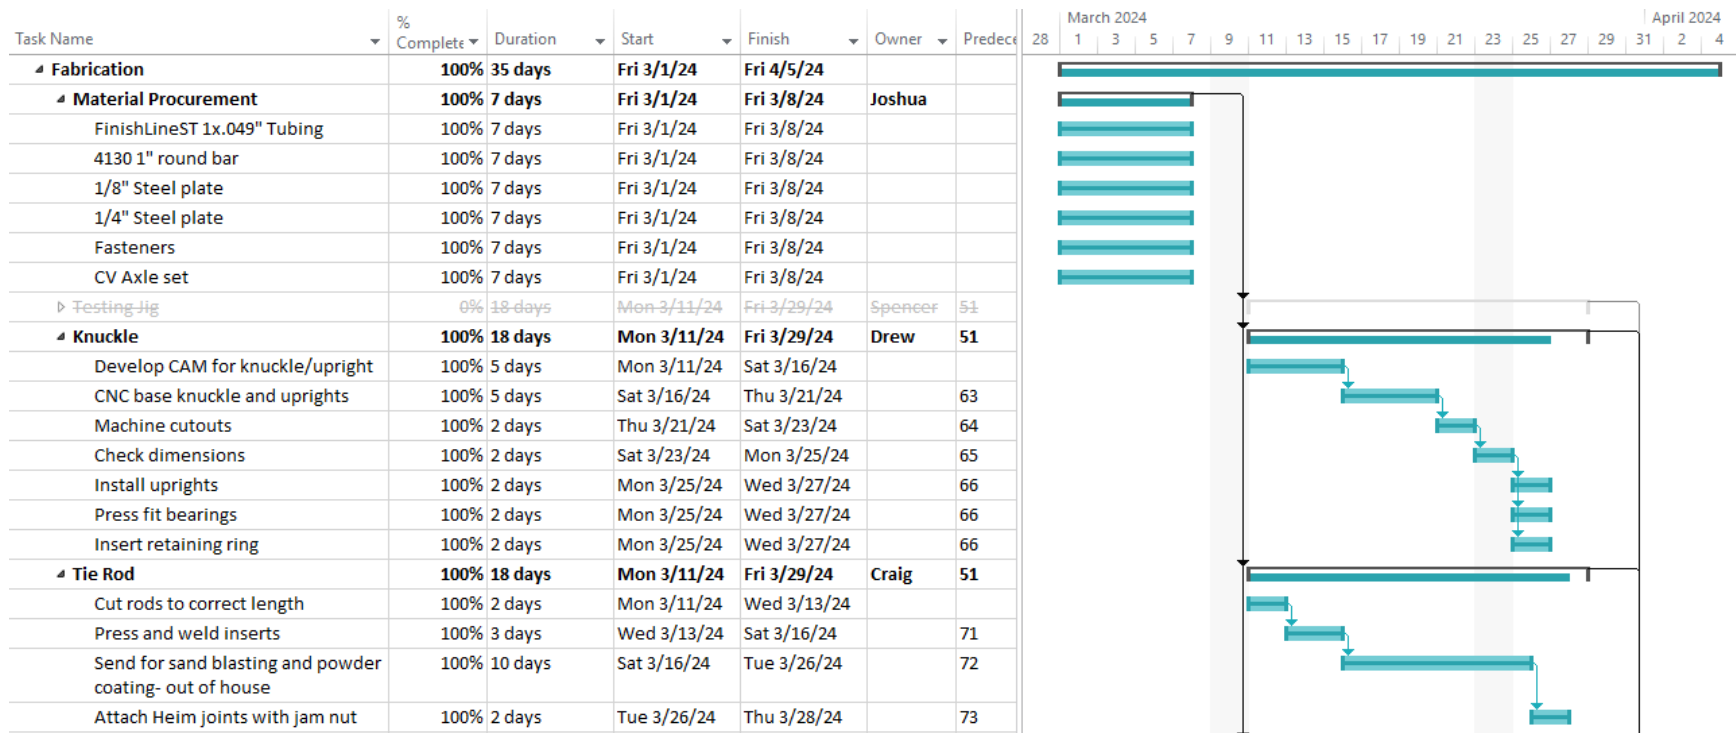 % March 2024 April 2024
Task Name Complete Duration Start Finish Owner Predece 28 1 3 5 7 9 11 13 15 17 19 21 23 25 27 29 31 2 4
Fabrication 100% 35 days Fri 3/1/24 Fri 4/5/24
Material Procurement 100% 7 days Fri 3/1/24 Fri 3/8/24 Joshua
FinishLineST 1x.049" Tubing 100% 7 days Fri 3/1/24 Fri 3/8/24
4130 1" round bar 100% 7 days Fri 3/1/24 Fri 3/8/24
1/8" Steel plate 100% 7 days Fri 3/1/24 Fri 3/8/24
1/4" Steel plate 100% 7 days Fri 3/1/24 Fri 3/8/24
Fasteners 100% 7 days Fri 3/1/24 Fri 3/8/24
CV Axle set 100% 7 days Fri 3/1/24 Fri 3/8/24
Testing Jig 0% 18 days Mon 3/11/24 Fri 3/29/24 Spencer 51
Knuckle 100% 18 days Mon 3/11/24 Fri 3/29/24 Drew 51
Develop CAM for knuckle/upright 100% 5 days Mon 3/11/24 Sat 3/16/24
CNC base knuckle and uprights 100% 5 days Sat 3/16/24 Thu 3/21/24 63
Machine cutouts 100% 2 days Thu 3/21/24 Sat 3/23/24 64
Check dimensions 100% 2 days Sat 3/23/24 Mon 3/25/24 65
Install uprights 100% 2 days Mon 3/25/24 Wed 3/27/24 66
Press fit bearings 100% 2 days Mon 3/25/24 Wed 3/27/24 66
Insert retaining ring 100% 2 days Mon 3/25/24 Wed 3/27/24 66
Tie Rod 100% 18 days Mon 3/11/24 Fri 3/29/24 Craig 51
Cut rods to correct length 100% 2 days Mon 3/11/24 Wed 3/13/24
Press and weld inserts 100% 3 days Wed 3/13/24 Sat 3/16/24 71
Send for sand blasting and powder 100% 10 days Sat 3/16/24 Tue 3/26/24 72
coating- out of house
Attach Heim joints with jam nut 100% 2 days Tue 3/26/24 Thu 3/28/24 73